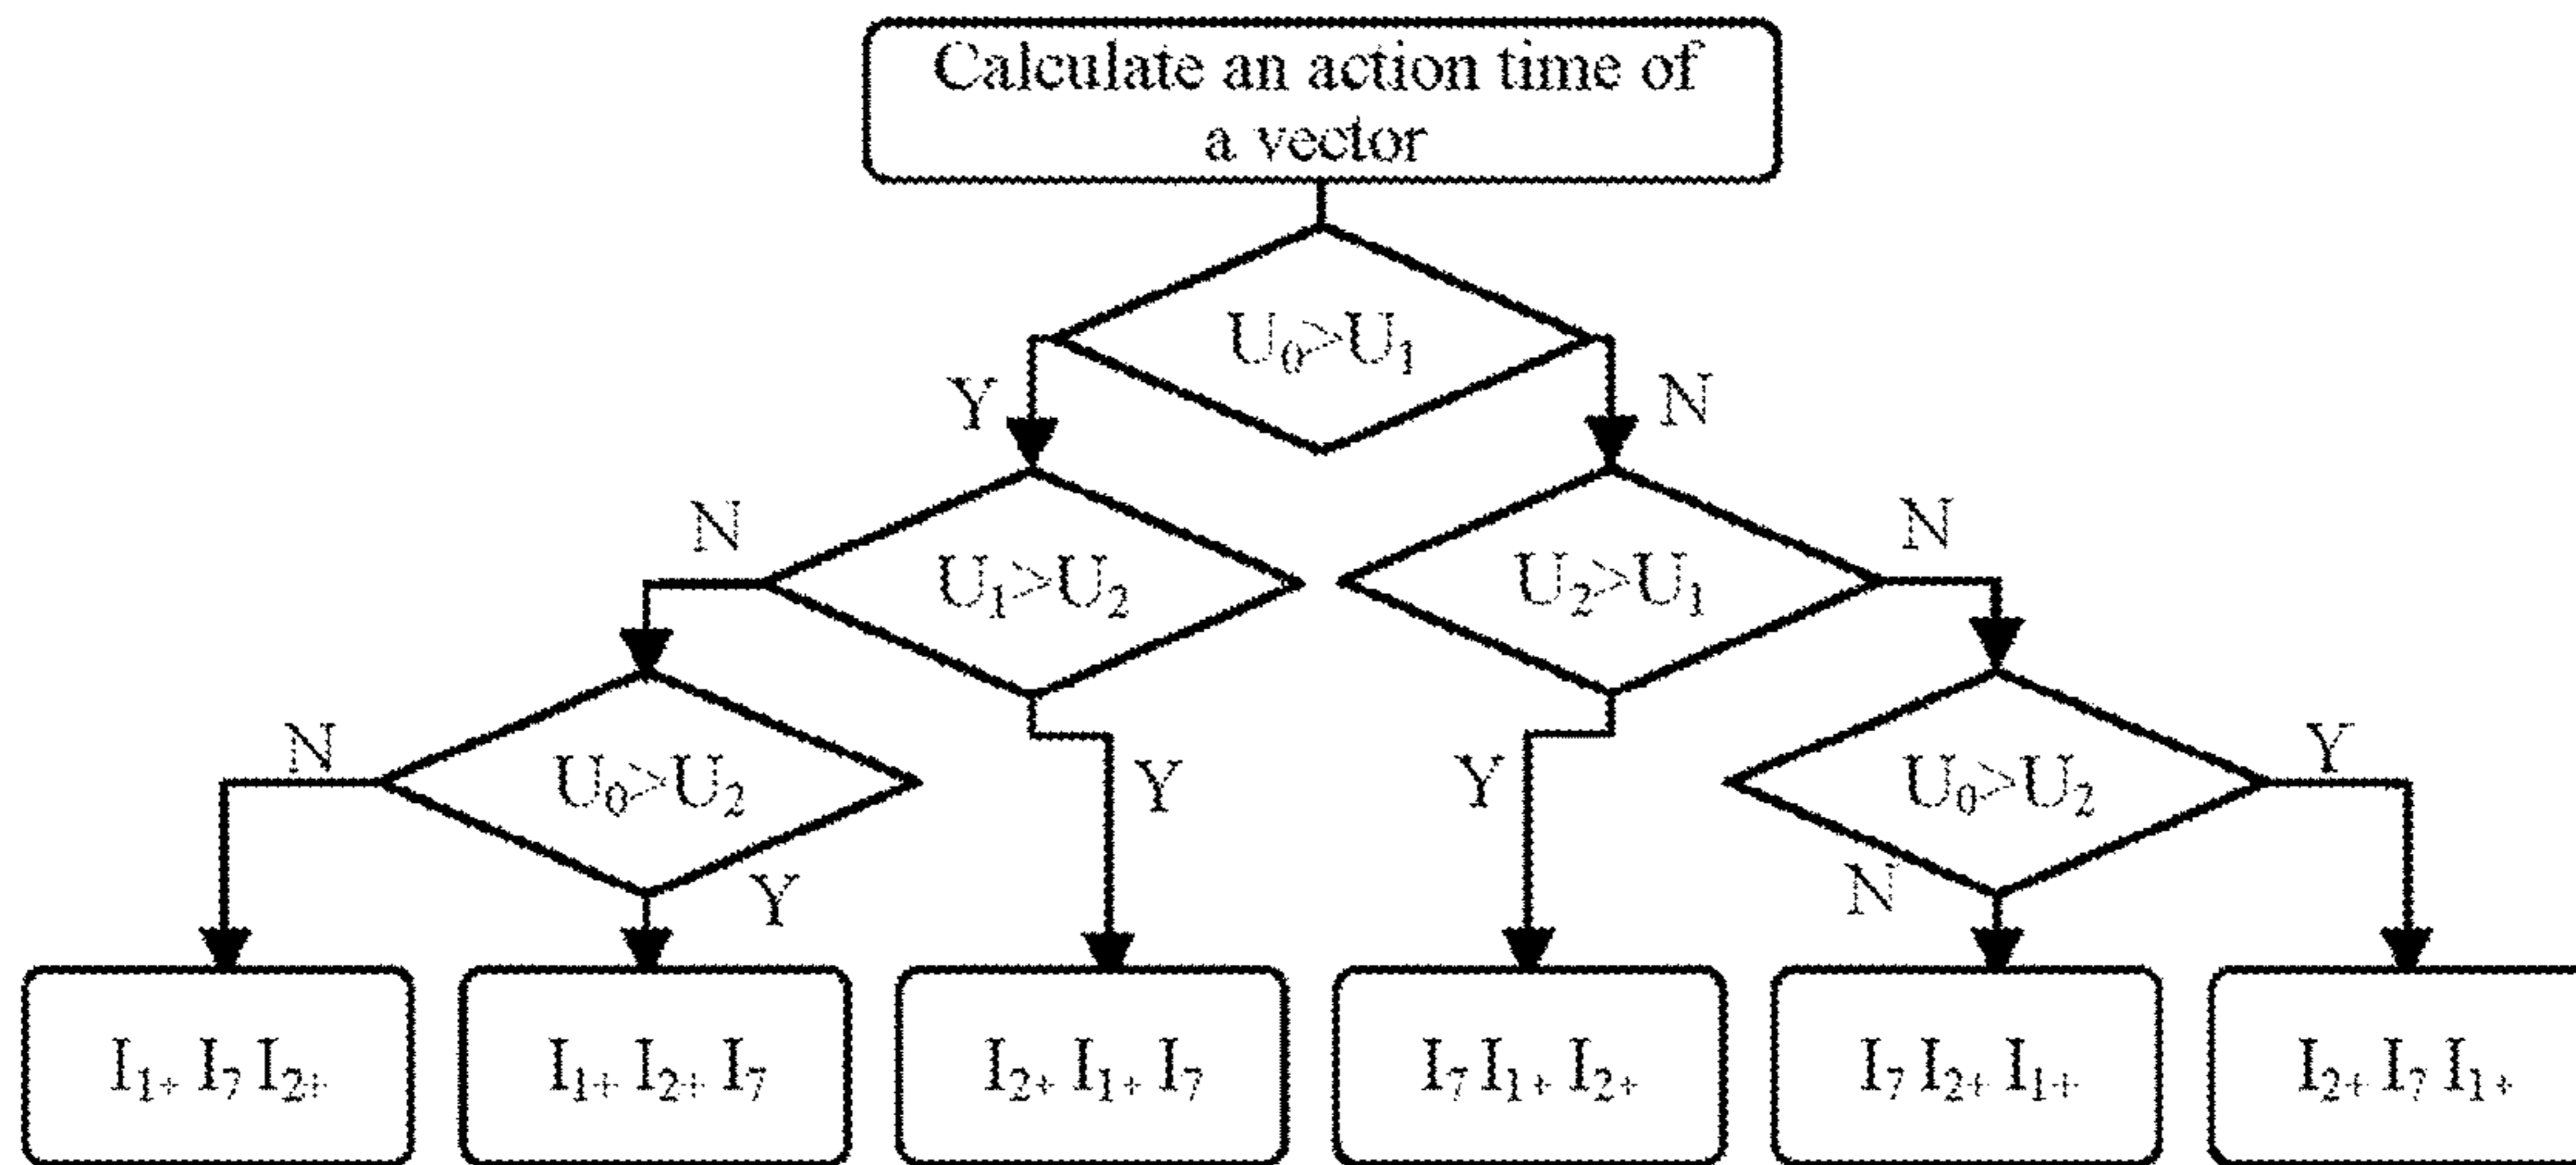 Calculate an action time of
a vector
U₀>U₁
Y
N
N
U₁>U₂
U₂>U₁
N
N
U₀>U₂
Y
Y
U₀>U₂
Y
Y
N
I₁₊ I₇ I₂₊
I₁₊ I₂₊ I₇
I₂₊ I₁₊ I₇
I₇ I₁₊ I₂₊
I₇ I₂₊ I₁₊
I₂₊ I₇ I₁₊